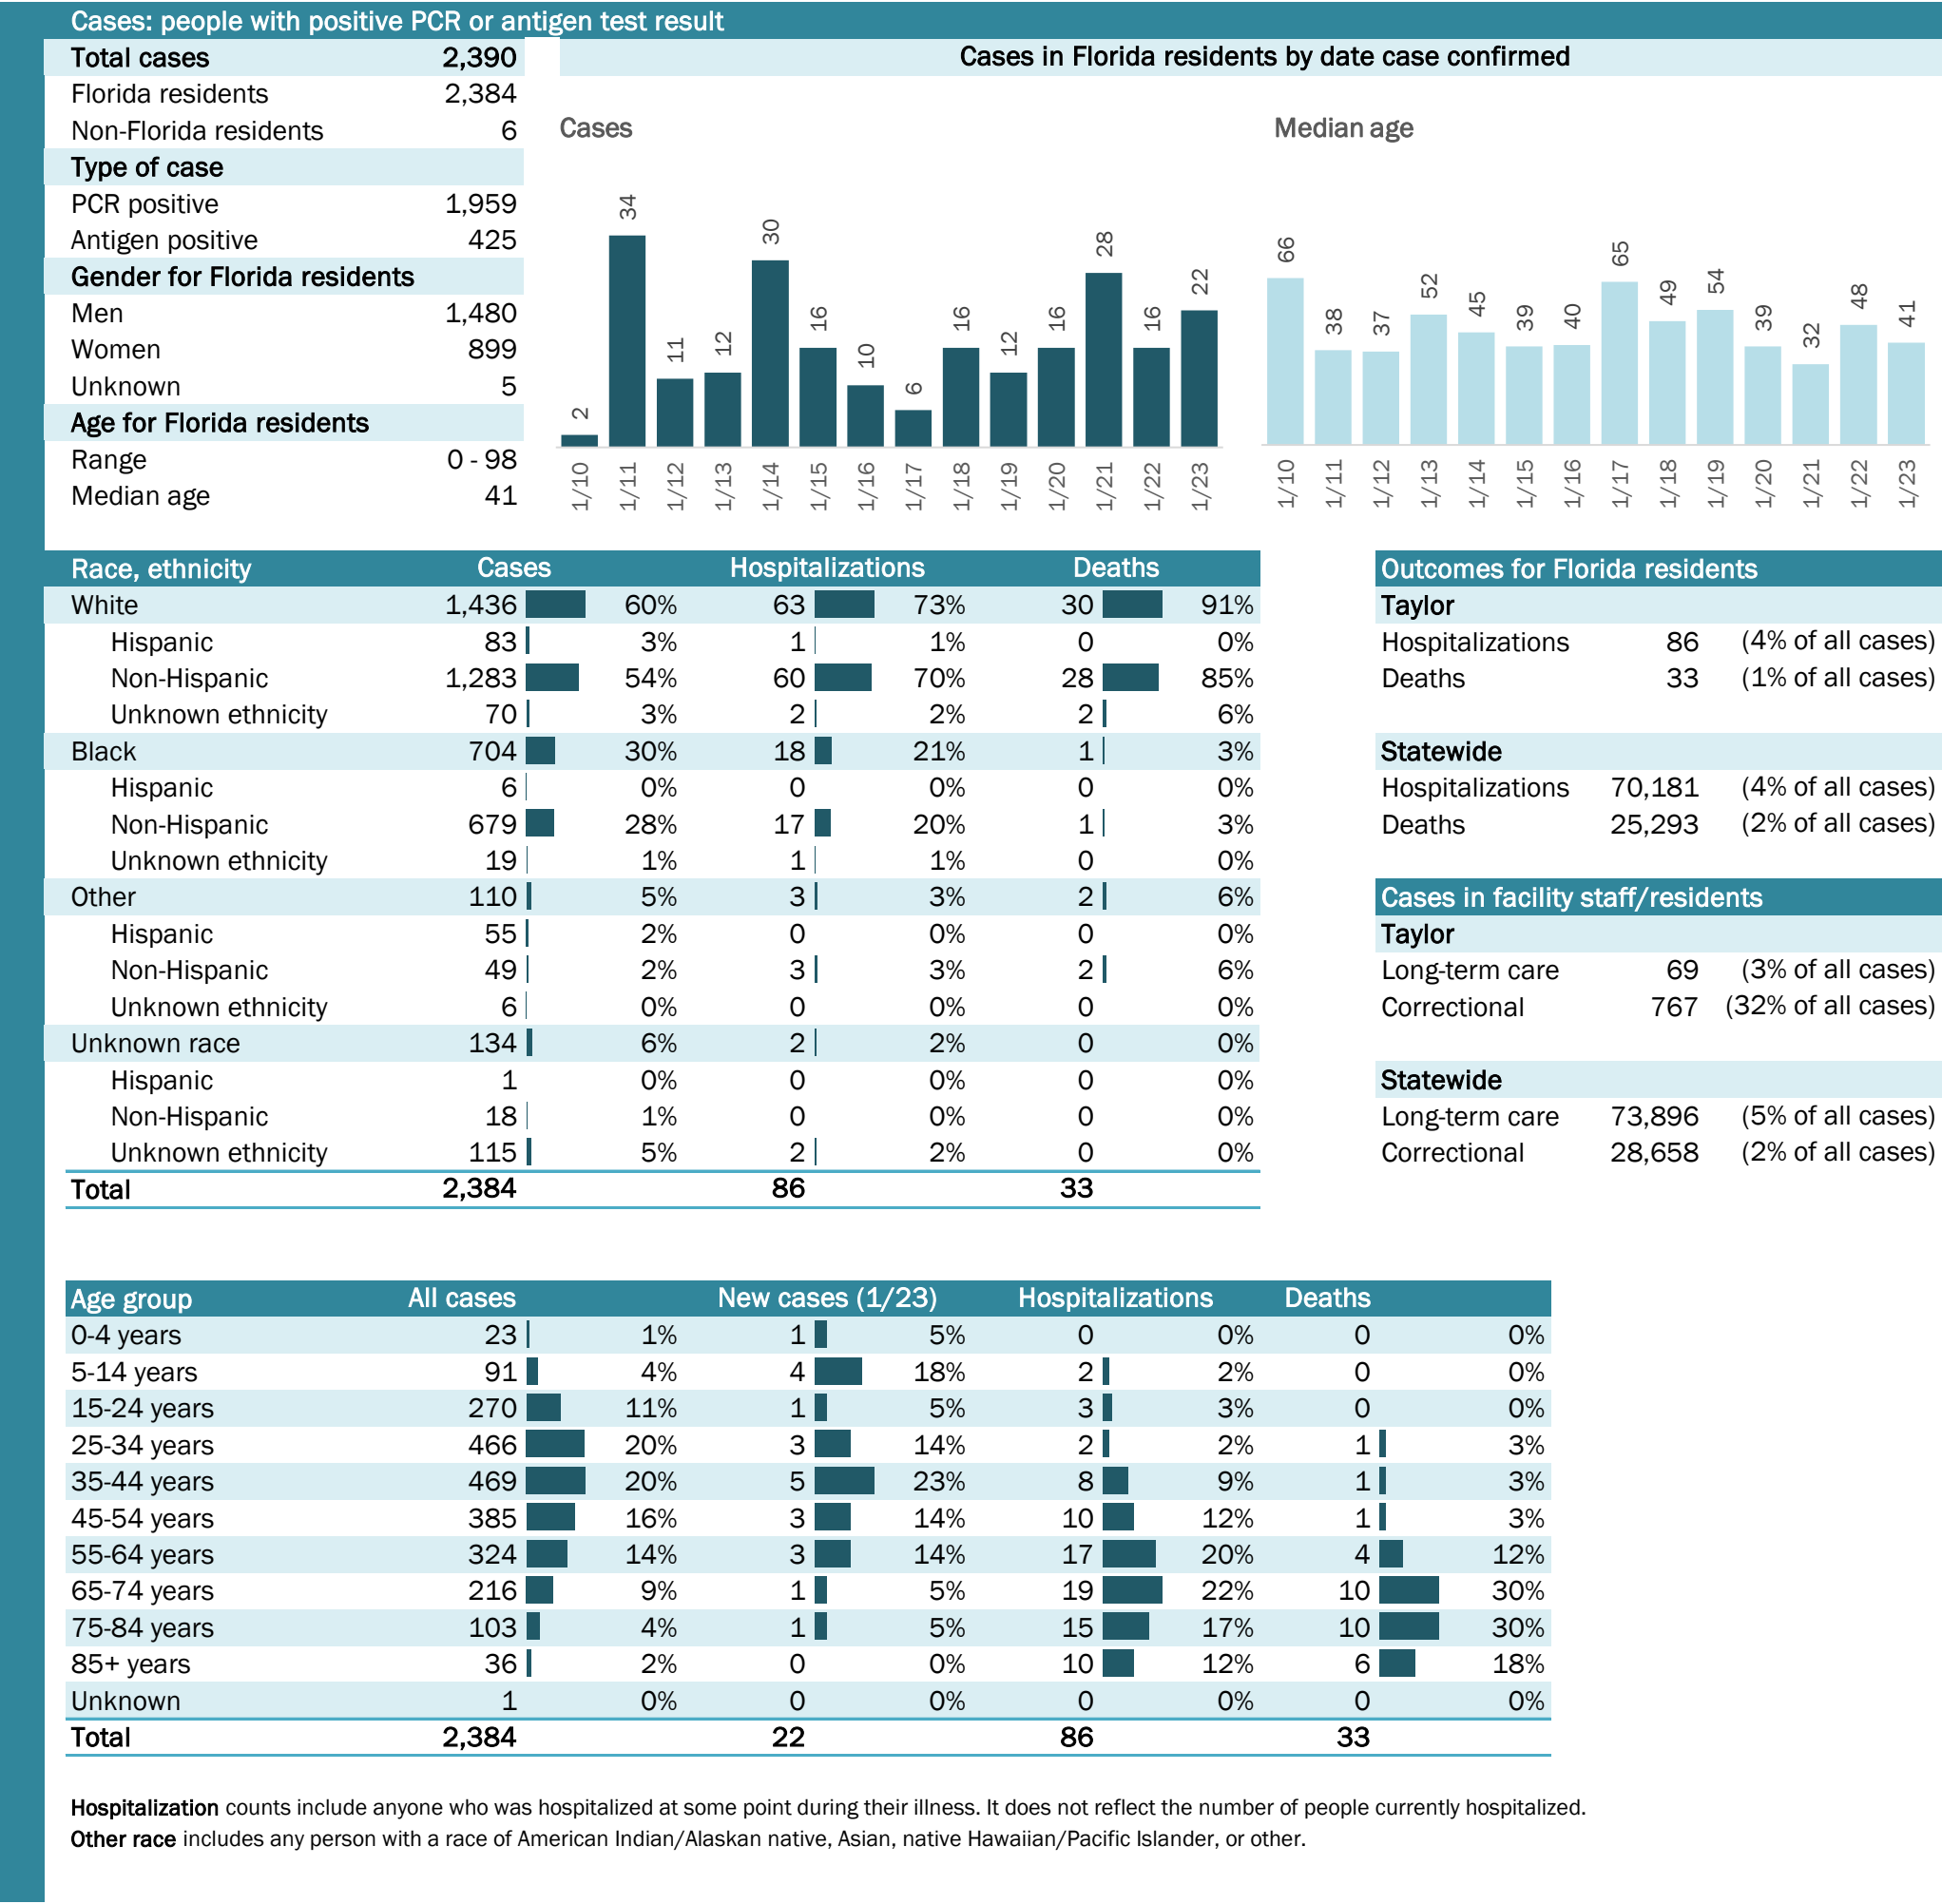 Cases: people with positive PCR or antigen test result
Total cases 2,390
Florida residents 2,384
Non-Florida residents 6
Type of case
PCR positive 1,959
Antigen positive 425
Gender for Florida residents
Men 1,480
Women 899
Unknown 5
Age for Florida residents
Range 0 - 98
Median age 41
Cases in Florida residents by date case confirmed
Cases
2 34 11 12 30 16 10 6 16 12 16 28 16 22
1/10 1/11 1/12 1/13 1/14 1/15 1/16 1/17 1/18 1/19 1/20 1/21 1/22 1/23
Median age
66 38 37 52 45 39 40 65 49 54 39 32 48 41
1/10 1/11 1/12 1/13 1/14 1/15 1/16 1/17 1/18 1/19 1/20 1/21 1/22 1/23
Race, ethnicity Cases Hospitalizations Deaths
White 1,436 60% 63 73% 30 91%
Hispanic 83 3% 1 1% 0 0%
Non-Hispanic 1,283 54% 60 70% 28 85%
Unknown ethnicity 70 3% 2 2% 2 6%
Black 704 30% 18 21% 1 3%
Hispanic 6 0% 0 0% 0 0%
Non-Hispanic 679 28% 17 20% 1 3%
Unknown ethnicity 19 1% 1 1% 0 0%
Other 110 5% 3 3% 2 6%
Hispanic 55 2% 0 0% 0 0%
Non-Hispanic 49 2% 3 3% 2 6%
Unknown ethnicity 6 0% 0 0% 0 0%
Unknown race 134 6% 2 2% 0 0%
Hispanic 1 0% 0 0% 0 0%
Non-Hispanic 18 1% 0 0% 0 0%
Unknown ethnicity 115 5% 2 2% 0 0%
Total 2,384 86 33
Outcomes for Florida residents
Taylor
Hospitalizations 86 (4% of all cases)
Deaths 33 (1% of all cases)
Statewide
Hospitalizations 70,181 (4% of all cases)
Deaths 25,293 (2% of all cases)
Cases in facility staff/residents
Taylor
Long-term care 69 (3% of all cases)
Correctional 767 (32% of all cases)
Statewide
Long-term care 73,896 (5% of all cases)
Correctional 28,658 (2% of all cases)
Age group All cases New cases (1/23) Hospitalizations Deaths
0-4 years 23 1% 1 5% 0 0% 0 0%
5-14 years 91 4% 4 18% 2 2% 0 0%
15-24 years 270 11% 1 5% 3 3% 0 0%
25-34 years 466 20% 3 14% 2 2% 1 3%
35-44 years 469 20% 5 23% 8 9% 1 3%
45-54 years 385 16% 3 14% 10 12% 1 3%
55-64 years 324 14% 3 14% 17 20% 4 12%
65-74 years 216 9% 1 5% 19 22% 10 30%
75-84 years 103 4% 1 5% 15 17% 10 30%
85+ years 36 2% 0 0% 10 12% 6 18%
Unknown 1 0% 0 0% 0 0% 0 0%
Total 2,384 22 86 33
Hospitalization counts include anyone who was hospitalized at some point during their illness. It does not reflect the number of people currently hospitalized.
Other race includes any person with a race of American Indian/Alaskan native, Asian, native Hawaiian/Pacific Islander, or other.